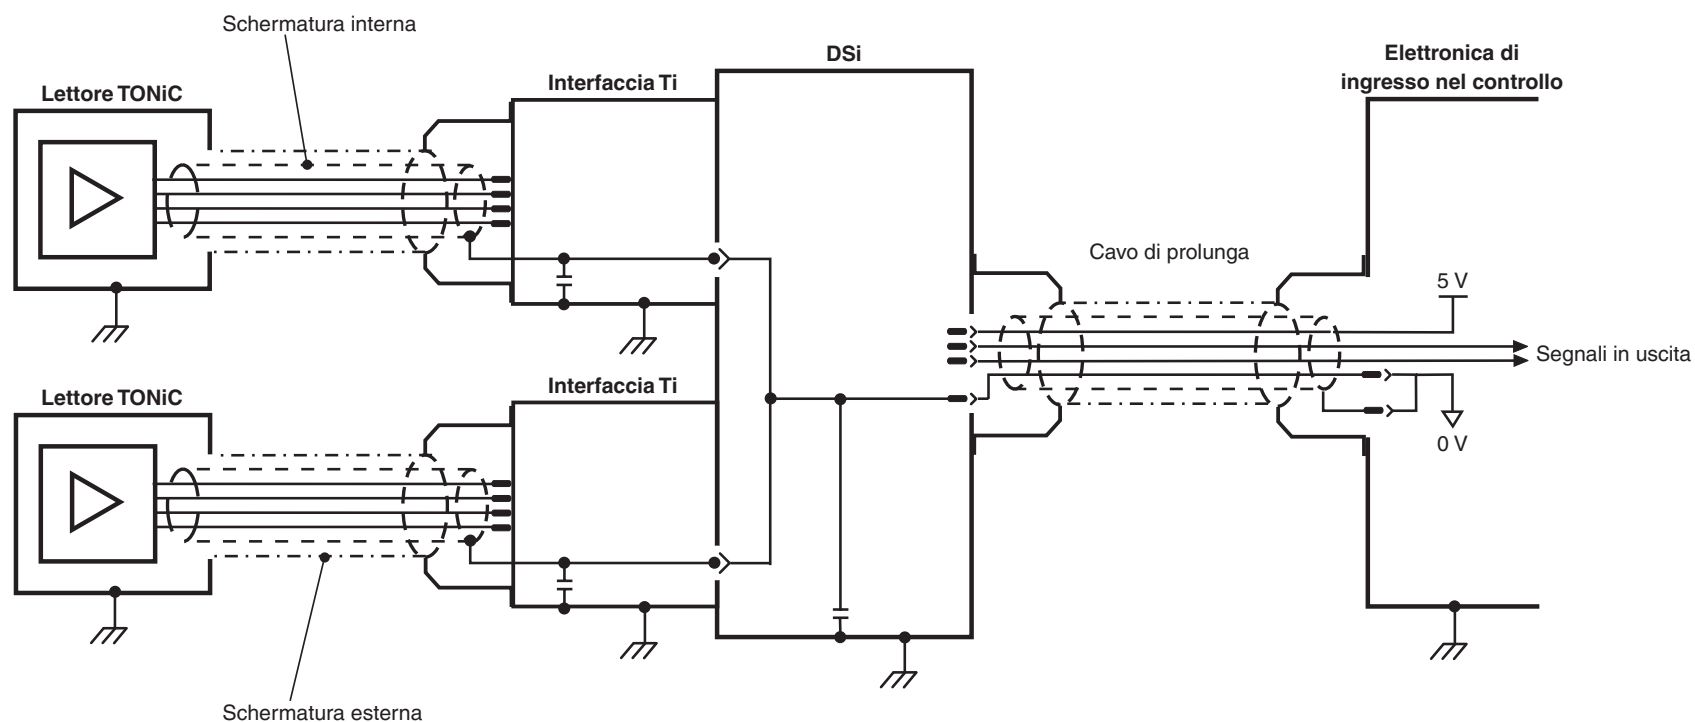 Schermatura interna
DSi
Elettronica di
ingresso nel controllo
Interfaccia Ti
Lettore TONiC
Cavo di prolunga
5 V
Segnali in uscita
Interfaccia Ti
Lettore TONiC
0 V
Schermatura esterna